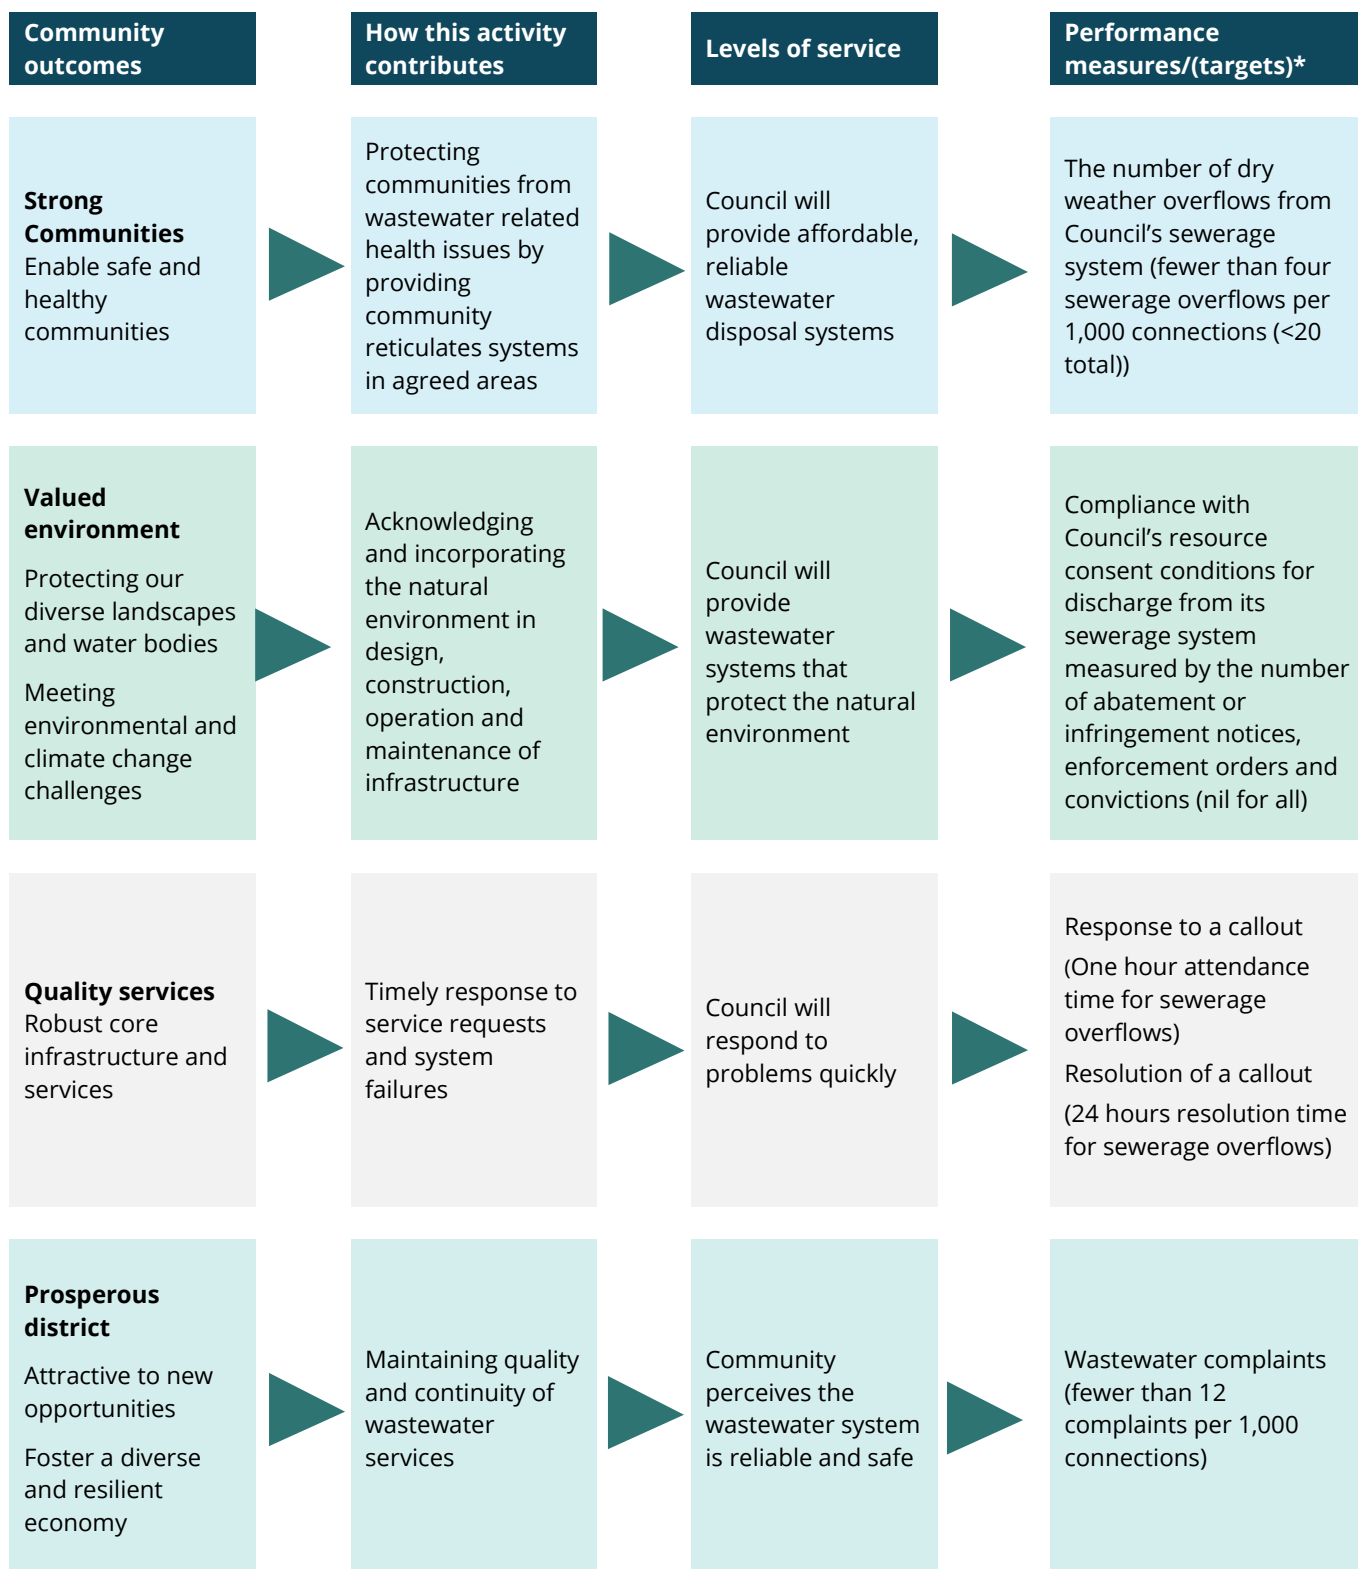 Community
outcomes
How this activity
contributes
Levels of service
Performance
measures/(targets)*
Strong
Communities
Enable safe and
healthy
communities
Protecting
communities from
wastewater related
health issues by
providing
community
reticulates systems
in agreed areas
Council will
provide affordable,
reliable
wastewater
disposal systems
The number of dry
weather overflows from
Council’s sewerage
system (fewer than four
sewerage overflows per
1,000 connections (<20
total))
Valued
environment
Protecting our
diverse landscapes
and water bodies
Meeting
environmental and
climate change
challenges
Acknowledging
and incorporating
the natural
environment in
design,
construction,
operation and
maintenance of
infrastructure
Council will
provide
wastewater
systems that
protect the natural
environment
Compliance with
Council’s resource
consent conditions for
discharge from its
sewerage system
measured by the number
of abatement or
infringement notices,
enforcement orders and
convictions (nil for all)
Quality services
Robust core
infrastructure and
services
Timely response to
service requests
and system
failures
Council will
respond to
problems quickly
Response to a callout
(One hour attendance
time for sewerage
overflows)
Resolution of a callout
(24 hours resolution time
for sewerage overflows)
Prosperous
district
Attractive to new
opportunities
Foster a diverse
and resilient
economy
Maintaining quality
and continuity of
wastewater
services
Community
perceives the
wastewater system
is reliable and safe
Wastewater complaints
(fewer than 12
complaints per 1,000
connections)